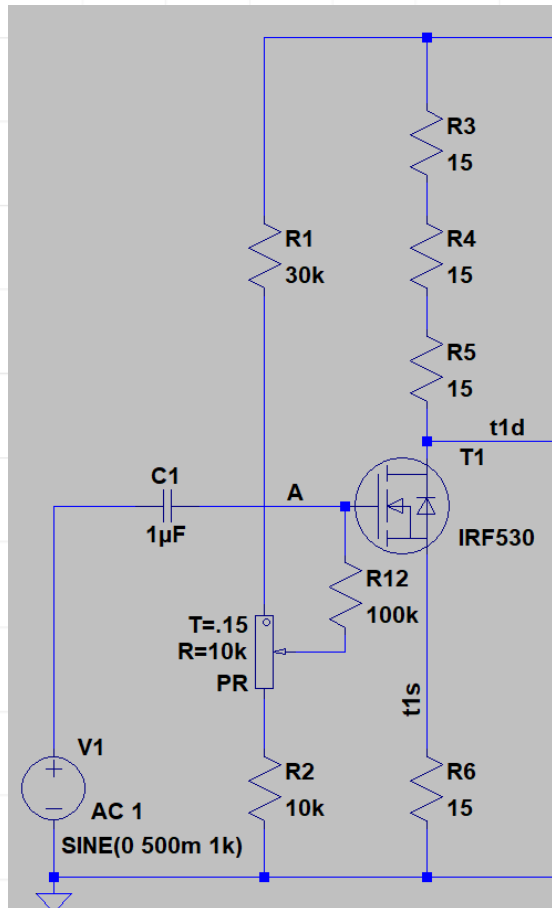 R3
15
R4
15
R1
30k
R5
15
t1d
T1
C1
A
1µF
IRF530
R12
100k
T=.15
R=10k
PR
t1s
V1
R2
10k
R6
15
AC 1
SINE(0 500m 1k)